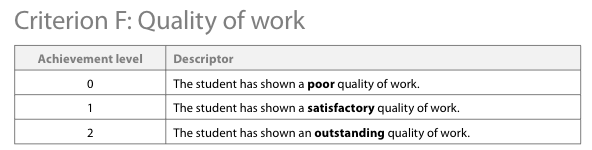 Criterion F: Quality of work
Achievement level Descriptor
0 The student has shown a poor quality of work.
1 The student has shown a satisfactory quality of work.
2 The student has shown an outstanding quality of work.